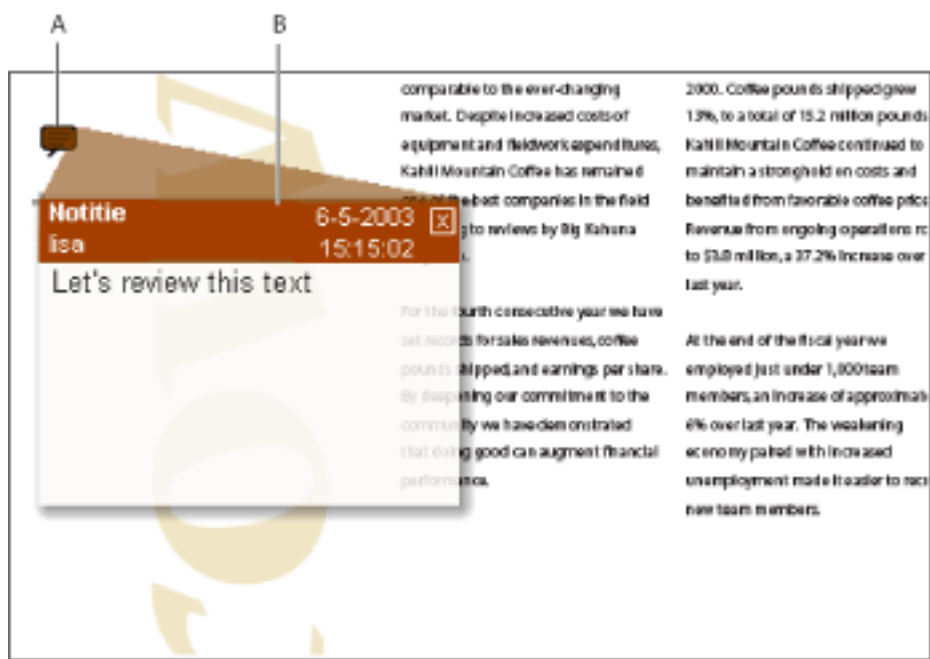 A
B
Notitie
6-5-2003
lisa
15:15:02
Let's review this text
comparable to the ever-changing
market. Despite increased costs of
equipment and fieldwork expenditures,
Kahili Mountain Coffee has remained
one of the best companies in the field
to reviews by Big Kahuna
For the fourth consecutive year we have
set records for sales revenues, coffee
pounds shipped, and earnings per share.
By deepening our commitment to the
community we have demonstrated
that doing good can augment financial
performance.
2000. Coffee pounds shipped grew
13%, to a total of 15.2 million pounds
Kahili Mountain Coffee continued to
maintain a stronghold on costs and
benefited from favorable coffee price
Revenue from ongoing operations ro
to $3.8 million, a 37.2% increase over
last year.
At the end of the fiscal year we
employed just under 1,000 team
members, an increase of approximat
6% over last year. The weakening
economy paired with increased
unemployment made it easier to recr
new team members.